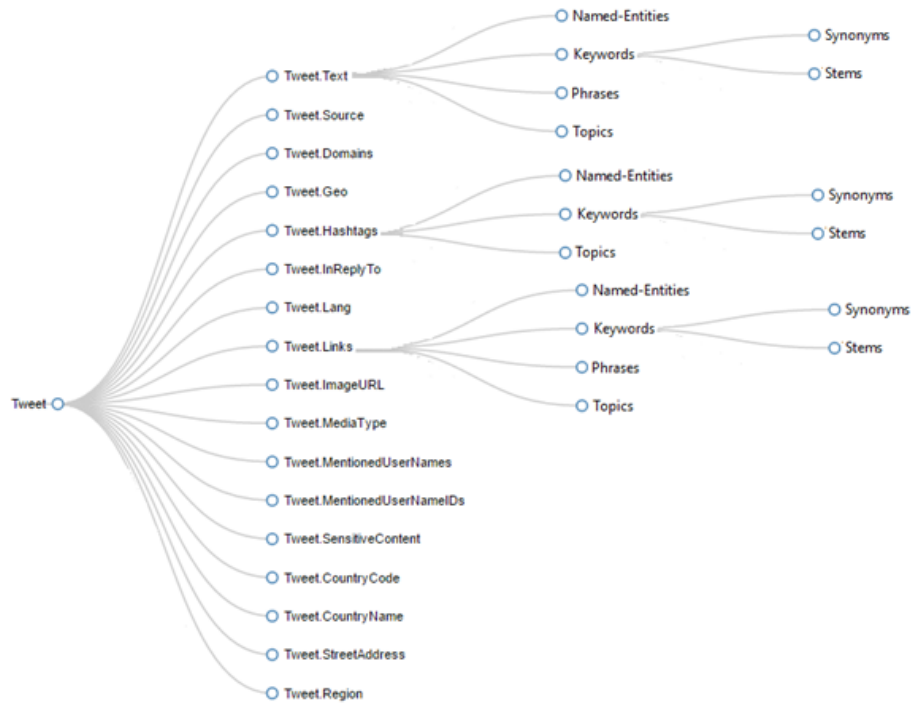 Tweet
Tweet.Text
Named-Entities
Keywords
Synonyms
Stems
Phrases
Topics
Tweet.Source
Tweet.Domains
Tweet.Geo
Tweet.Hashtags
Named-Entities
Keywords
Synonyms
Stems
Topics
Tweet.InReplyTo
Tweet.Lang
Tweet.Links
Named-Entities
Keywords
Synonyms
Stems
Phrases
Topics
Tweet.ImageURL
Tweet.MediaType
Tweet.MentionedUserNames
Tweet.MentionedUserNameIDs
Tweet.SensitiveContent
Tweet.CountryCode
Tweet.CountryName
Tweet.StreetAddress
Tweet.Region